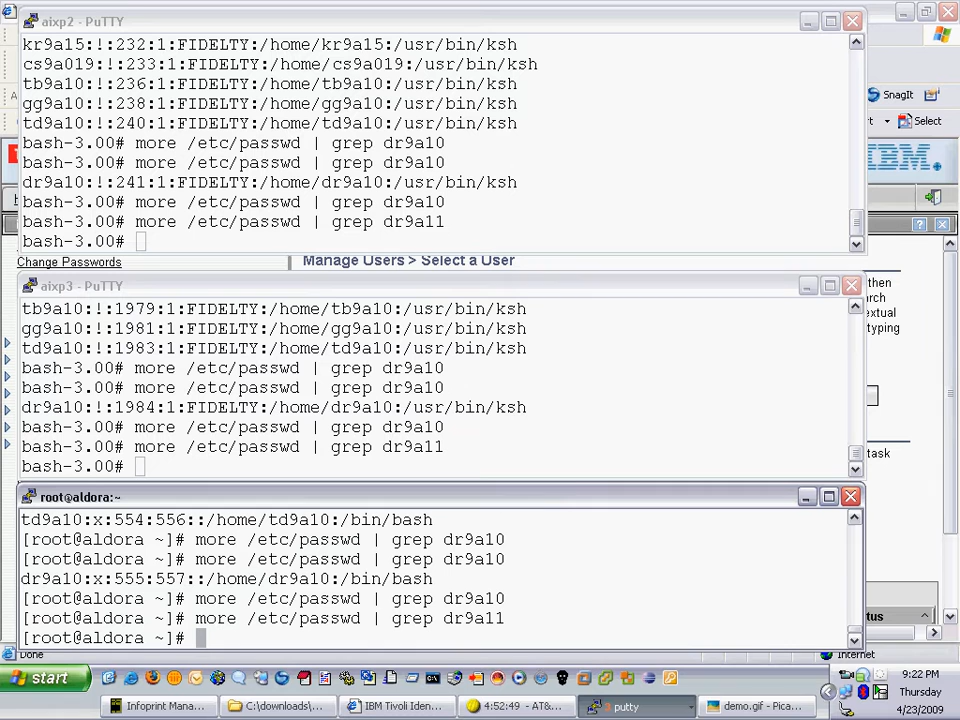 aixp2 - PuTTY
kr9a15:!:232:1:FIDELTY:/home/kr9a15:/usr/bin/ksh
cs9a019:!:233:1:FIDELTY:/home/cs9a019:/usr/bin/ksh
tb9a10:!:236:1:FIDELTY:/home/tb9a10:/usr/bin/ksh
gg9a10:!:238:1:FIDELTY:/home/gg9a10:/usr/bin/ksh
td9a10:!:240:1:FIDELTY:/home/td9a10:/usr/bin/ksh
bash-3.00# more /etc/passwd | grep dr9a10
bash-3.00# more /etc/passwd | grep dr9a10
dr9a10:!:241:1:FIDELTY:/home/dr9a10:/usr/bin/ksh
bash-3.00# more /etc/passwd | grep dr9a10
bash-3.00# more /etc/passwd | grep dr9a11
bash-3.00#
SnagIt
Select
IBM.
Change Passwords
Manage Users > Select a User
then
arch
extual
typing
task
tus
aixp3 - PuTTY
tb9a10:!:1979:1:FIDELTY:/home/tb9a10:/usr/bin/ksh
gg9a10:!:1981:1:FIDELTY:/home/gg9a10:/usr/bin/ksh
td9a10:!:1983:1:FIDELTY:/home/td9a10:/usr/bin/ksh
bash-3.00# more /etc/passwd | grep dr9a10
bash-3.00# more /etc/passwd | grep dr9a10
dr9a10:!:1984:1:FIDELTY:/home/dr9a10:/usr/bin/ksh
bash-3.00# more /etc/passwd | grep dr9a10
bash-3.00# more /etc/passwd | grep dr9a11
bash-3.00#
root@aldora:~
td9a10:x:554:556::/home/td9a10:/bin/bash
[root@aldora ~]# more /etc/passwd | grep dr9a10
[root@aldora ~]# more /etc/passwd | grep dr9a10
dr9a10:x:555:557::/home/dr9a10:/bin/bash
[root@aldora ~]# more /etc/passwd | grep dr9a10
[root@aldora ~]# more /etc/passwd | grep dr9a11
[root@aldora ~]#
Done
Internet
start
9:22 PM
Thursday
4/23/2009
Infoprint Mana...
C:\downloads\...
IBM Tivoli Iden...
4:52:49 - AT&...
3 putty
demo.gif - Pica...